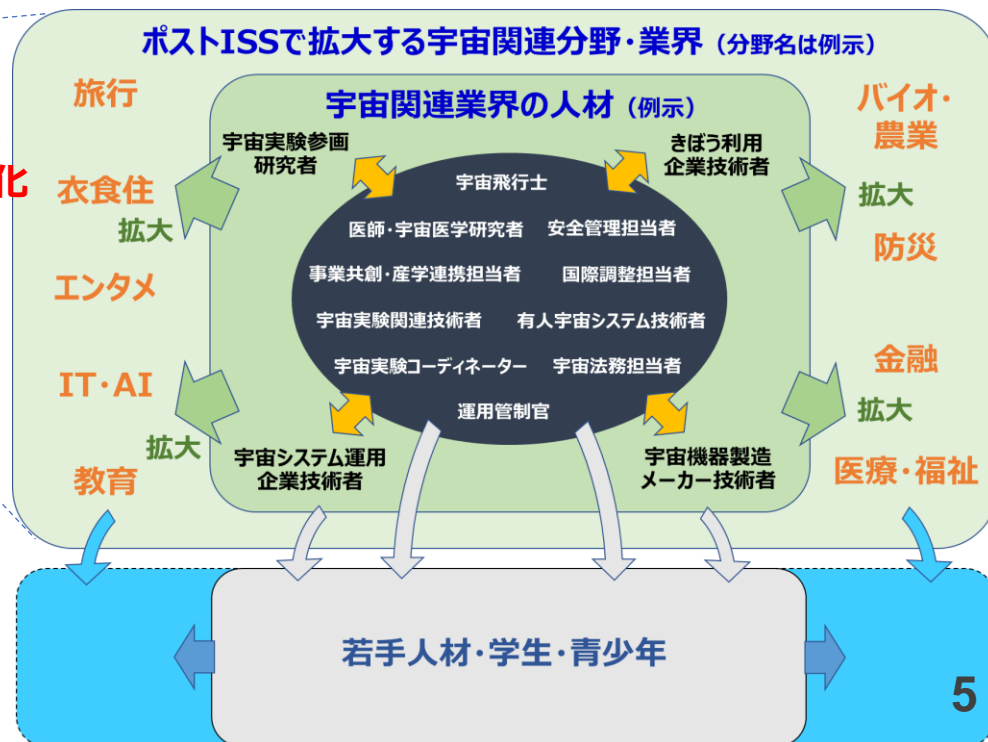 ポストISSで拡大する宇宙関連分野・業界（分野名は例示）
旅行
化
衣食住
拡大
エンタメ
IT・AI
拡大
教育
宇宙関連業界の人材（例示）
宇宙実験参画
研究者
きぼう利用
企業技術者
宇宙飛行士
医師・宇宙医学研究者
安全管理担当者
事業共創・産学連携担当者
国際調整担当者
宇宙実験関連技術者
有人宇宙システム技術者
宇宙実験コーディネーター
宇宙法務担当者
運用管制官
宇宙システム運用
企業技術者
宇宙機器製造
メーカー技術者
バイオ・
農業
拡大
防災
金融
拡大
医療・福祉
若手人材・学生・青少年
5